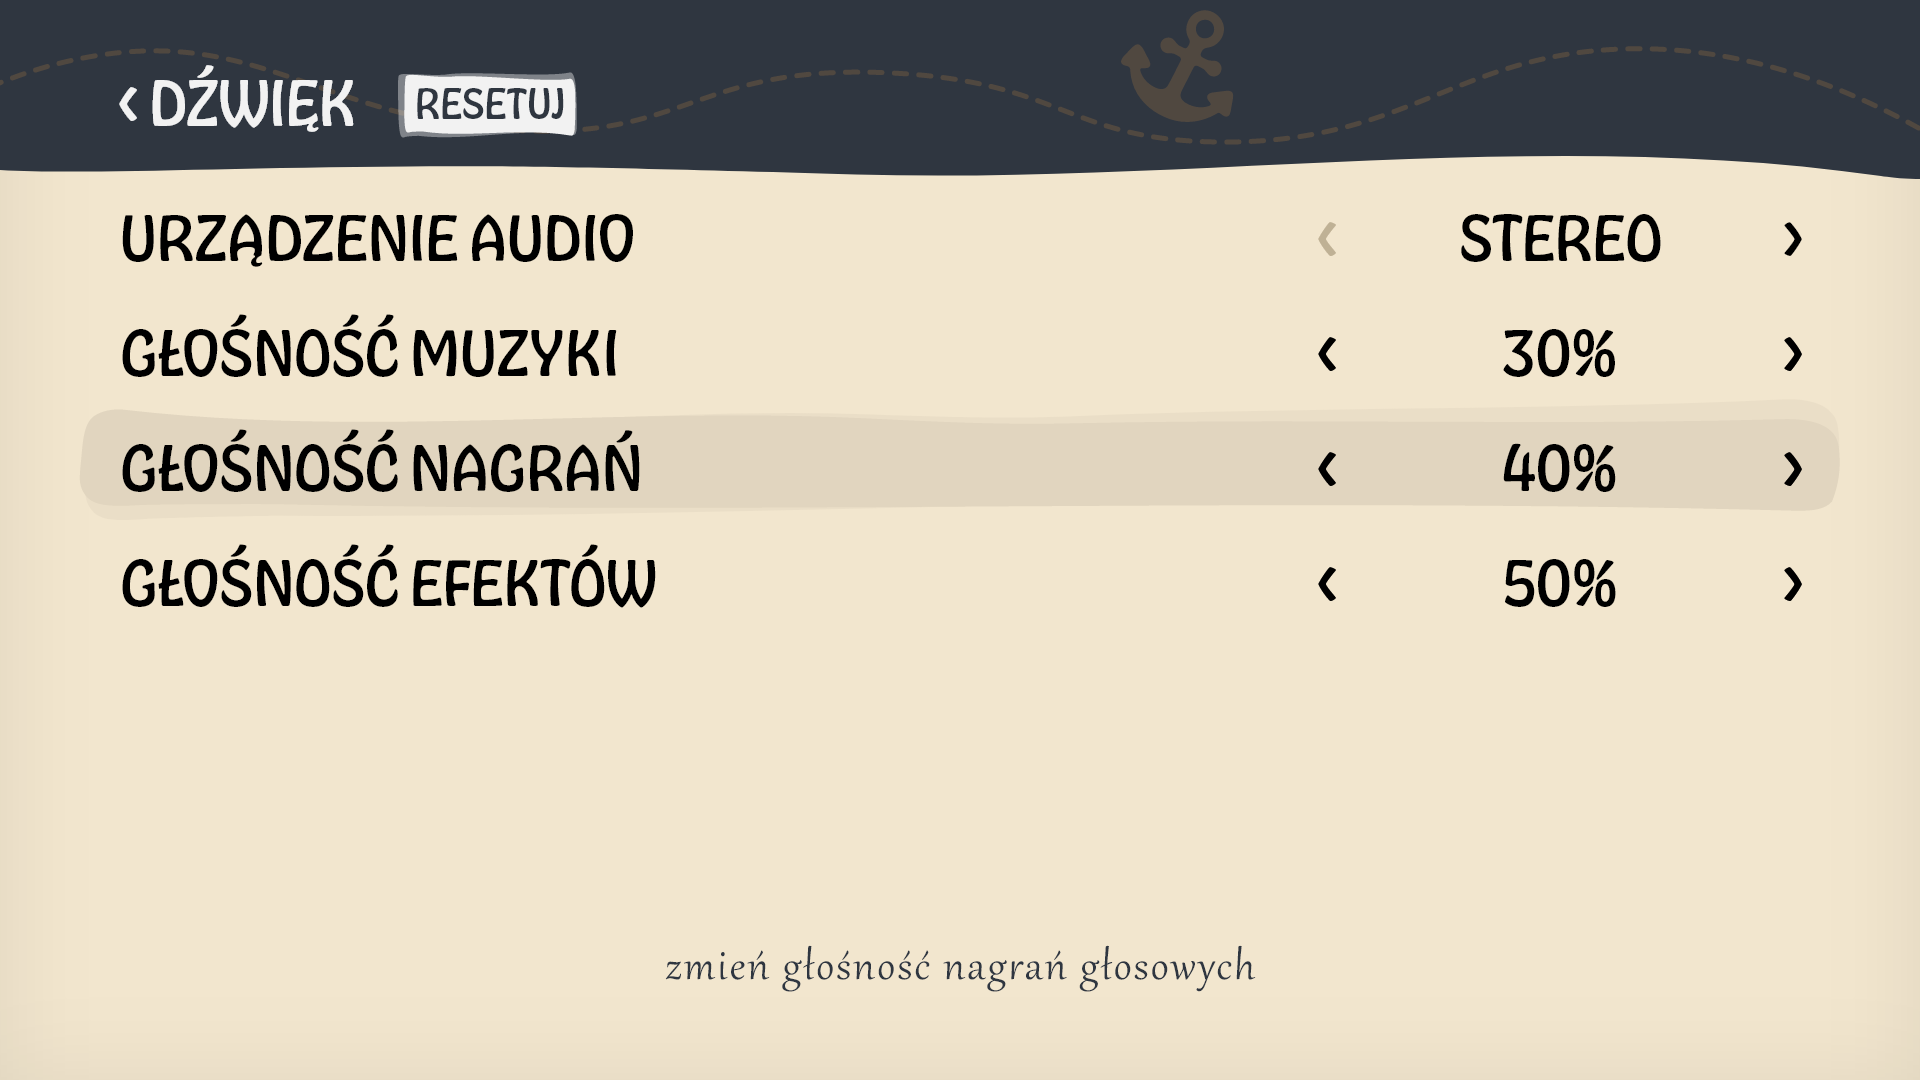 DŹWIĘK RESETUJ
URZĄDZENIE AUDIO STEREO
GŁOŚNOŚĆ MUZYKI 30%
GŁOŚNOŚĆ NAGRAŃ 40%
GŁOŚNOŚĆ EFEKTÓW 50%
zmień głośność nagrań głosowych